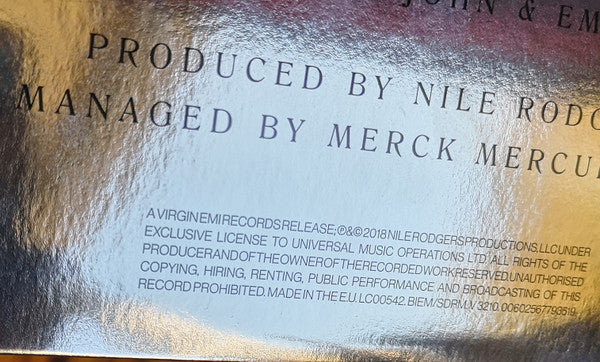 JOHN & EM
PRODUCED BY NILE RODG
MANAGED BY MERCK MERCU
A VIRGIN EMI RECORDS RELEASE; ℗&© 2018 NILE RODGERS PRODUCTIONS, LLC UNDER
EXCLUSIVE LICENSE TO UNIVERSAL MUSIC OPERATIONS LTD. ALL RIGHTS OF THE
PRODUCER AND OF THE OWNER OF THE RECORDED WORK RESERVED. UNAUTHORISED
COPYING, HIRING, RENTING, PUBLIC PERFORMANCE AND BROADCASTING OF THIS
RECORD PROHIBITED. MADE IN THE E.U. LC00542. BIEM/SDRM. V 3210. 00602567793519.